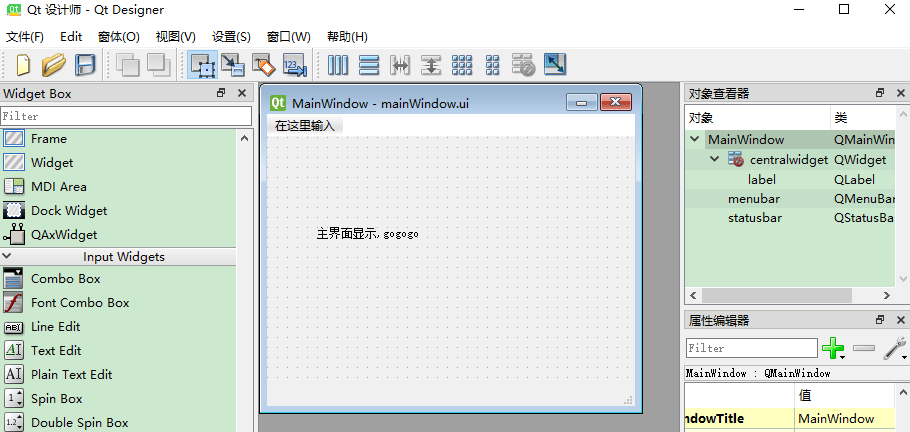 Qt 设计师 - Qt Designer
文件(F) Edit 窗体(O) 视图(V) 设置(S) 窗口(W) 帮助(H)
Widget Box
Filter
Frame
Widget
MDI Area
Dock Widget
QAxWidget
Input Widgets
Combo Box
Font Combo Box
Line Edit
Text Edit
Plain Text Edit
Spin Box
Double Spin Box
MainWindow - mainWindow.ui
在这里输入
主界面显示,gogogo
对象查看器
对象 类
MainWindow QMainWin
centralwidget QWidget
label QLabel
menubar QMenuBar
statusbar QStatusBa
属性编辑器
Filter
MainWindow : QMainWindow
值
ndowTitle MainWindow